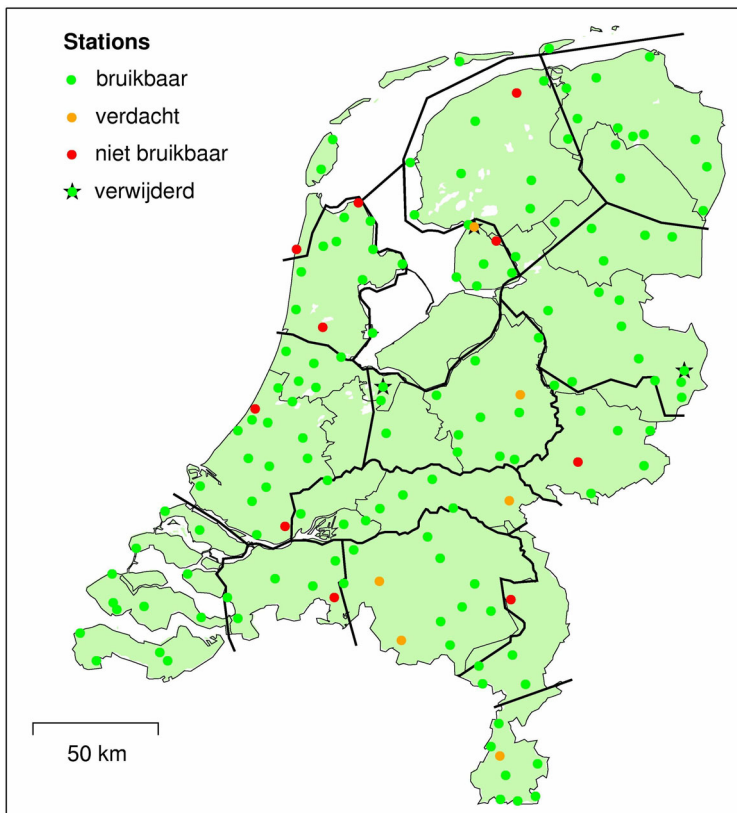 Stations
bruikbaar
verdacht
niet bruikbaar
verwijderd
50 km